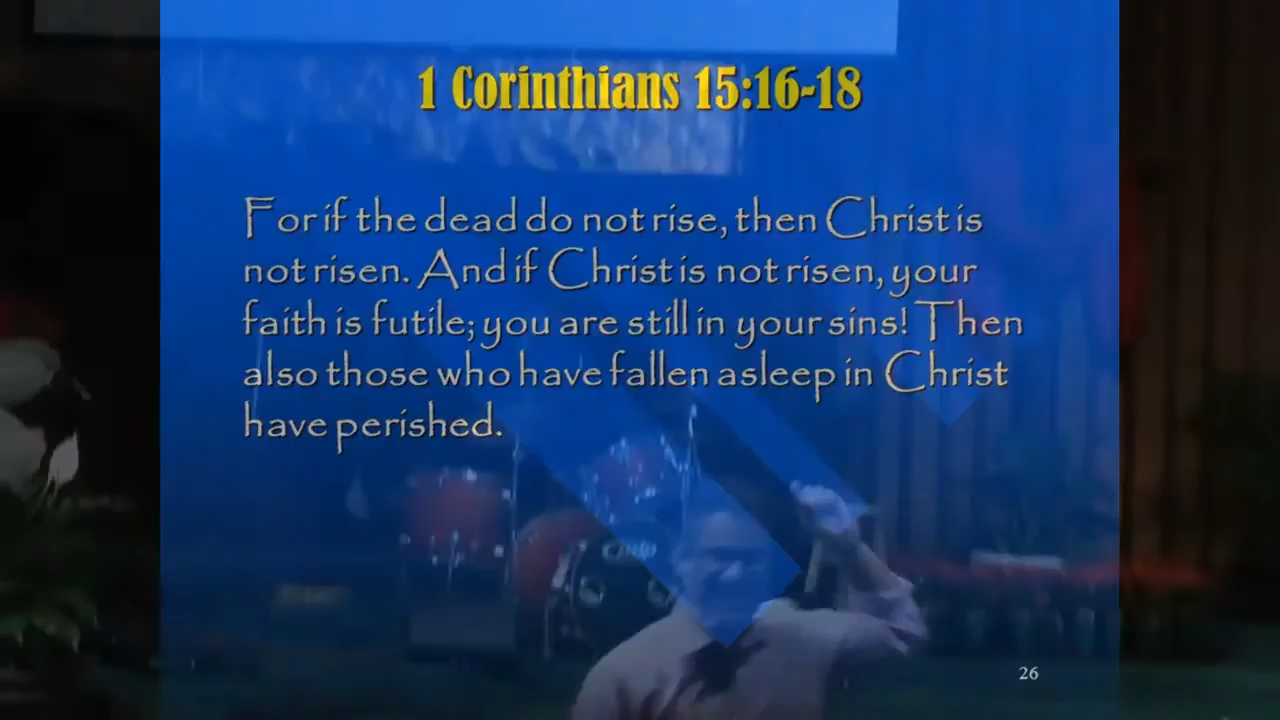 1 Corinthians 15:16-18
For if the dead do not rise, then Christ is
not risen. And if Christ is not risen, your
faith is futile; you are still in your sins! Then
also those who have fallen asleep in Christ
have perished.
26